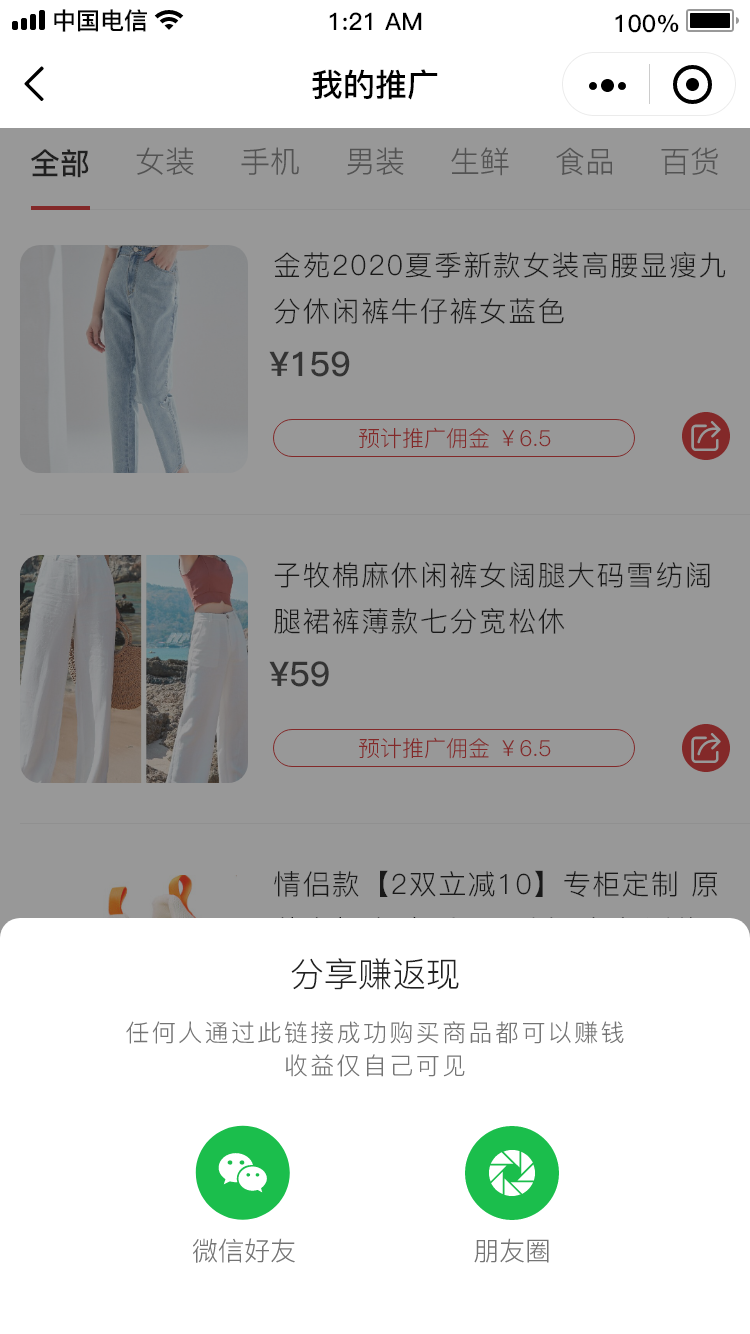 中国电信
1:21 AM
100%
我的推广
全部 女装 手机 男装 生鲜 食品 百货
金苑2020夏季新款女装高腰显瘦九
分休闲裤牛仔裤女蓝色
¥159
预计推广佣金 ¥6.5
子牧棉麻休闲裤女阔腿大码雪纺阔
腿裙裤薄款七分宽松休
¥59
预计推广佣金 ¥6.5
情侣款【2双立减10】专柜定制 原
分享赚返现
任何人通过此链接成功购买商品都可以赚钱
收益仅自己可见
微信好友
朋友圈